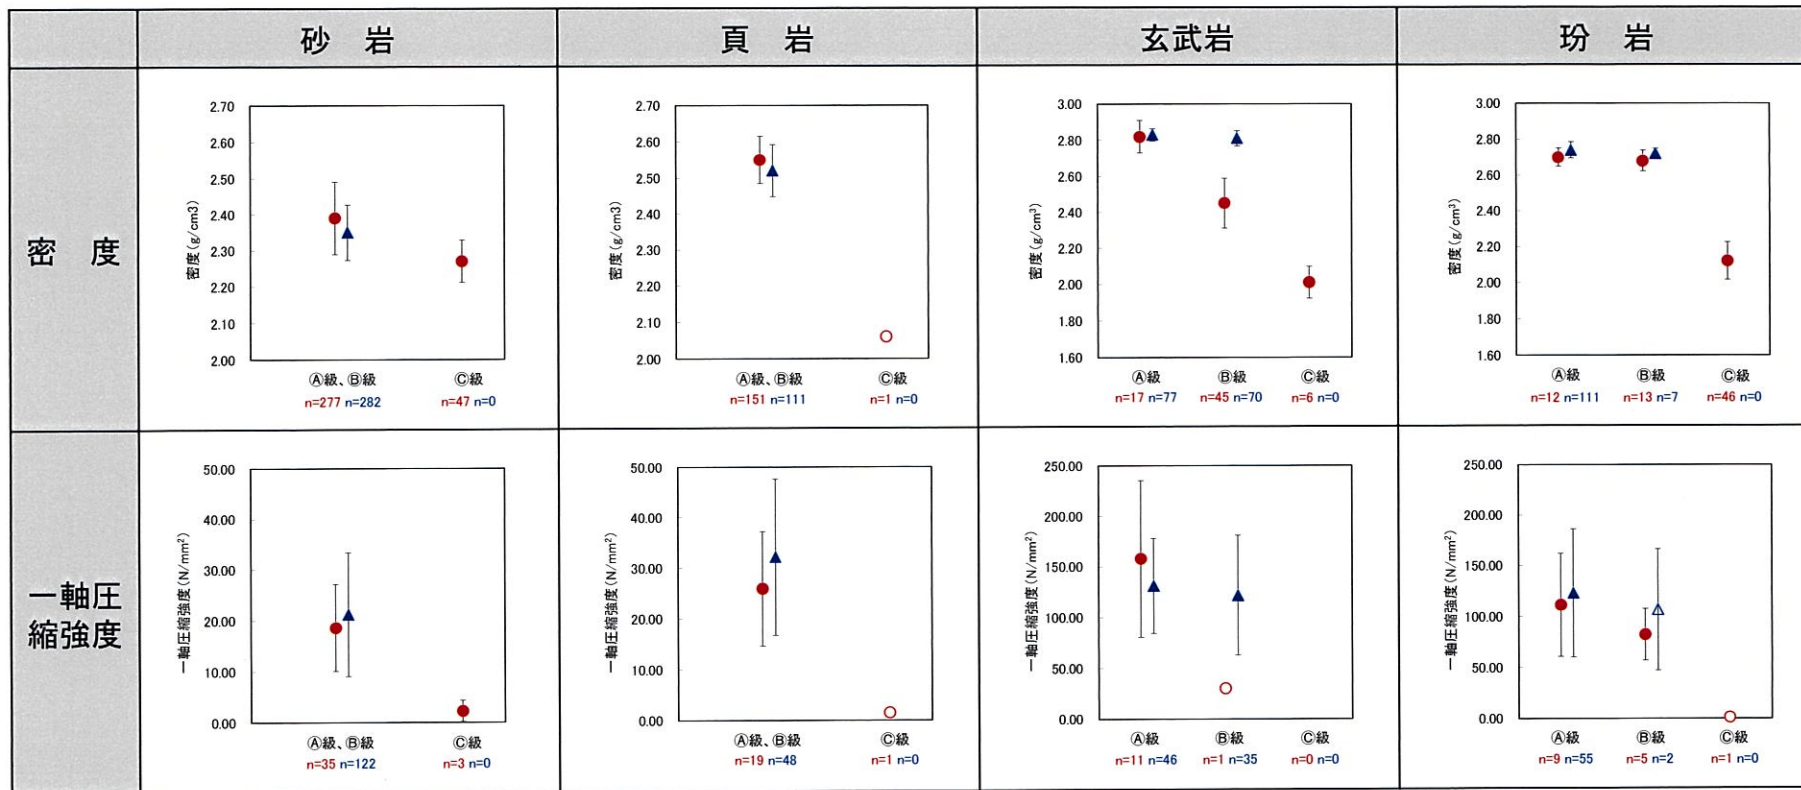 砂　岩
頁　岩
玄武岩
玢　岩
密　度
密度(g/cm3)
2.70
2.60
2.50
2.40
2.30
2.20
2.10
2.00
Ⓐ級、Ⓑ級
Ⓒ級
n=277 n=282
n=47 n=0
密度(g/cm3)
2.70
2.60
2.50
2.40
2.30
2.20
2.10
2.00
Ⓐ級、Ⓑ級
Ⓒ級
n=151 n=111
n=1 n=0
密度(g/cm³)
3.00
2.80
2.60
2.40
2.20
2.00
1.80
1.60
Ⓐ級
Ⓑ級
Ⓒ級
n=17 n=77
n=45 n=70
n=6 n=0
密度(g/cm³)
3.00
2.80
2.60
2.40
2.20
2.00
1.80
1.60
Ⓐ級
Ⓑ級
Ⓒ級
n=12 n=111
n=13 n=7
n=46 n=0
一軸圧
縮強度
一軸圧縮強度(N/mm²)
50.00
40.00
30.00
20.00
10.00
0.00
Ⓐ級、Ⓑ級
Ⓒ級
n=35 n=122
n=3 n=0
一軸圧縮強度(N/mm²)
50.00
40.00
30.00
20.00
10.00
0.00
Ⓐ級、Ⓑ級
Ⓒ級
n=19 n=48
n=1 n=0
一軸圧縮強度(N/mm²)
250.00
200.00
150.00
100.00
50.00
0.00
Ⓐ級
Ⓑ級
Ⓒ級
n=11 n=46
n=1 n=35
n=0 n=0
一軸圧縮強度(N/mm²)
250.00
200.00
150.00
100.00
50.00
0.00
Ⓐ級
Ⓑ級
Ⓒ級
n=9 n=55
n=5 n=2
n=1 n=0